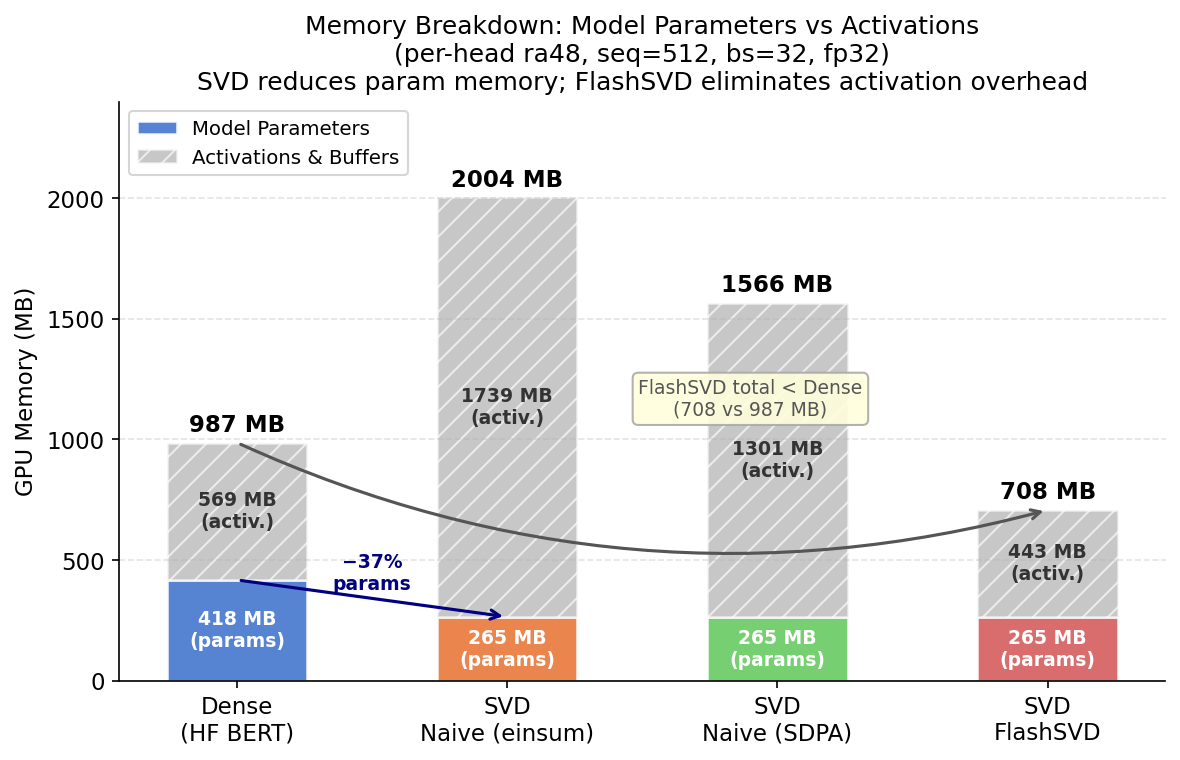 Memory Breakdown: Model Parameters vs Activations
(per-head ra48, seq=512, bs=32, fp32)
SVD reduces param memory; FlashSVD eliminates activation overhead
Model Parameters
Activations & Buffers
GPU Memory (MB)
2000
1500
1000
500
0
987 MB
569 MB
(activ.)
418 MB
(params)
−37%
params
2004 MB
1739 MB
(activ.)
265 MB
(params)
1566 MB
FlashSVD total < Dense
(708 vs 987 MB)
1301 MB
(activ.)
265 MB
(params)
708 MB
443 MB
(activ.)
265 MB
(params)
Dense
(HF BERT)
SVD
Naive (einsum)
SVD
Naive (SDPA)
SVD
FlashSVD